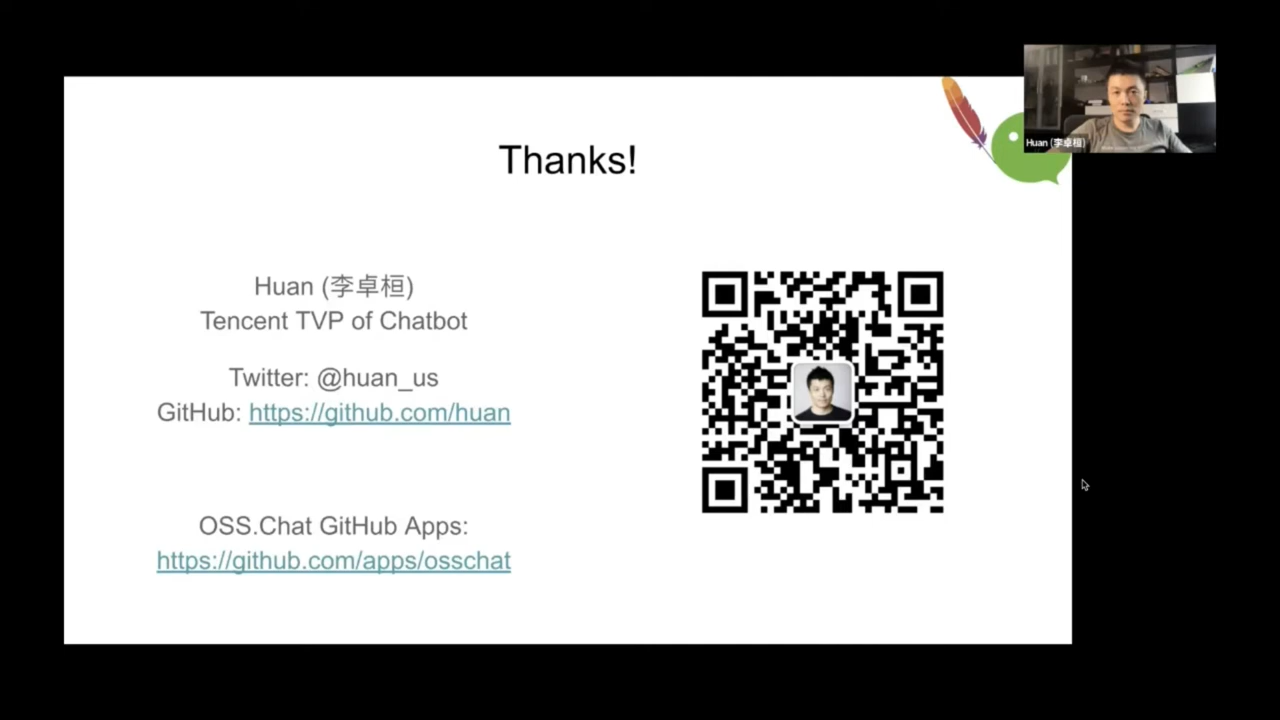 Thanks!
Huan (李卓桓)
Huan (李卓桓)
Tencent TVP of Chatbot
Twitter: @huan_us
GitHub: https://github.com/huan
OSS.Chat GitHub Apps:
https://github.com/apps/osschat